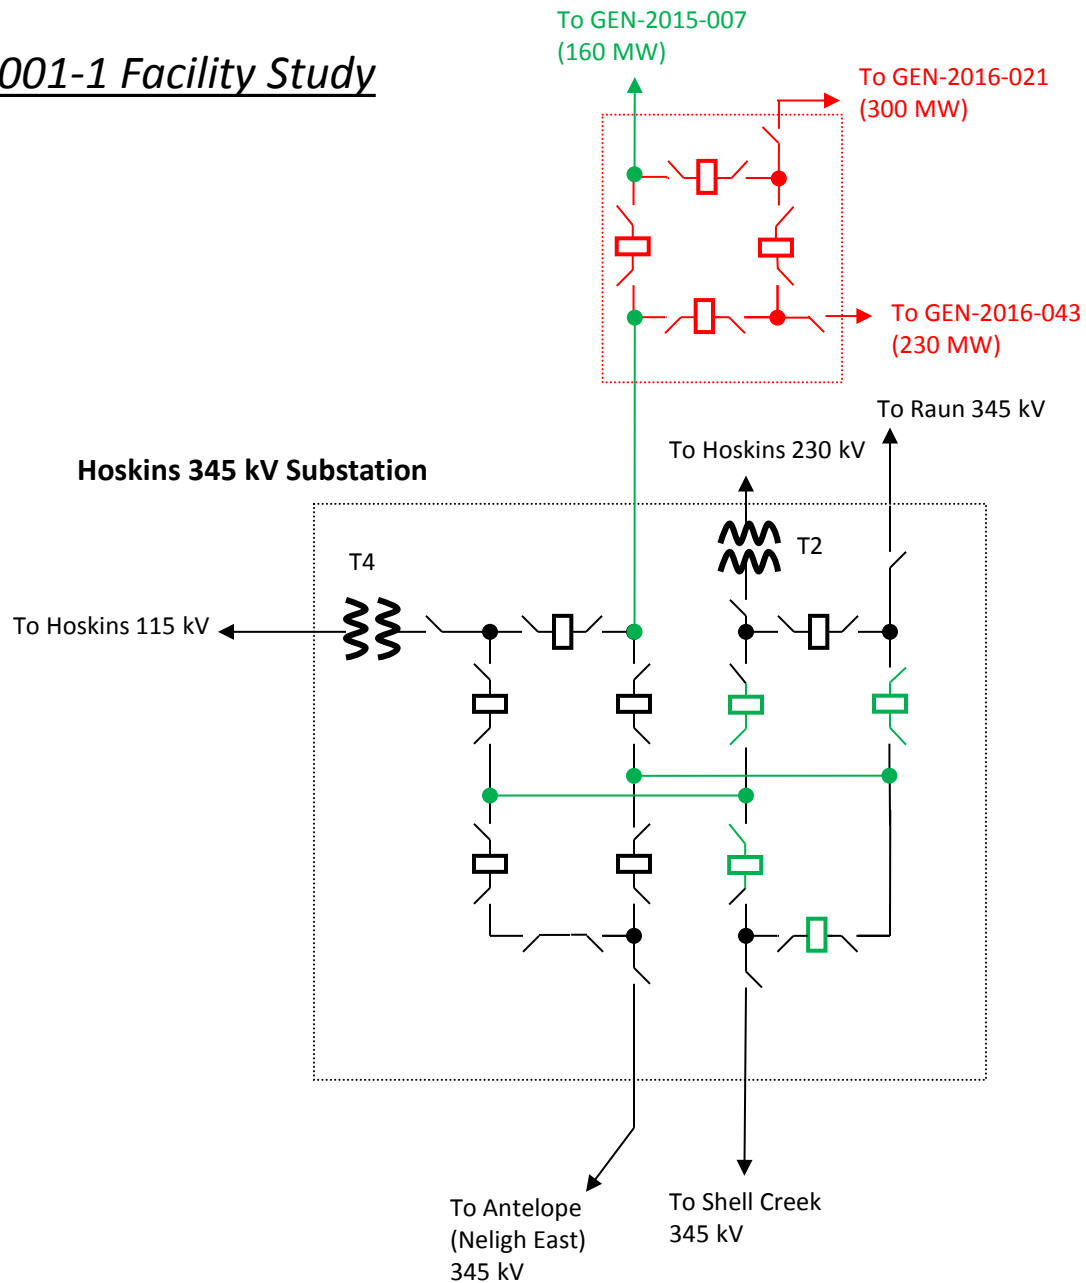 To GEN-2015-007
(160 MW)
001-1 Facility Study
To GEN-2016-021
(300 MW)
To GEN-2016-043
(230 MW)
To Raun 345 kV
To Hoskins 230 kV
Hoskins 345 kV Substation
T2
T4
To Hoskins 115 kV
To Antelope
(Neligh East)
345 kV
To Shell Creek
345 kV